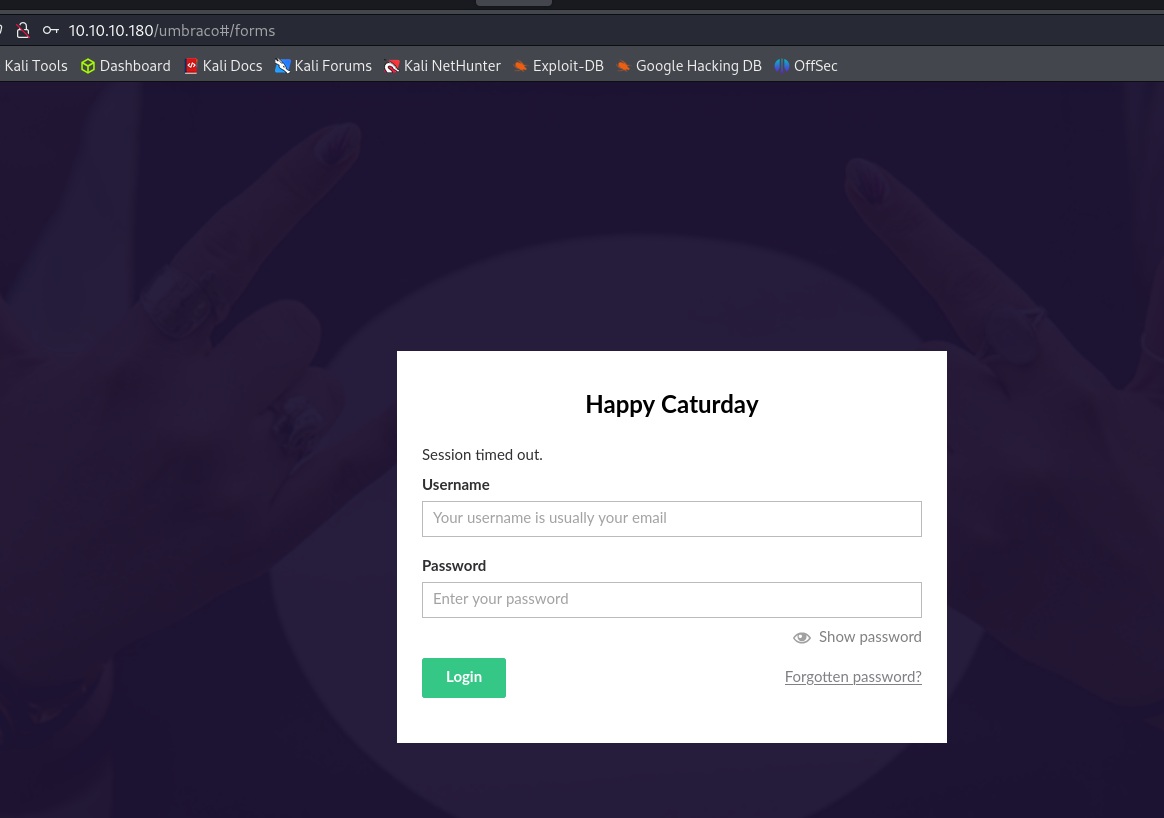 10.10.10.180/umbraco#/forms
Kali Tools Dashboard Kali Docs Kali Forums Kali NetHunter Exploit-DB Google Hacking DB OffSec
Happy Caturday
Session timed out.
Username
Your username is usually your email
Password
Enter your password
Show password
Login Forgotten password?